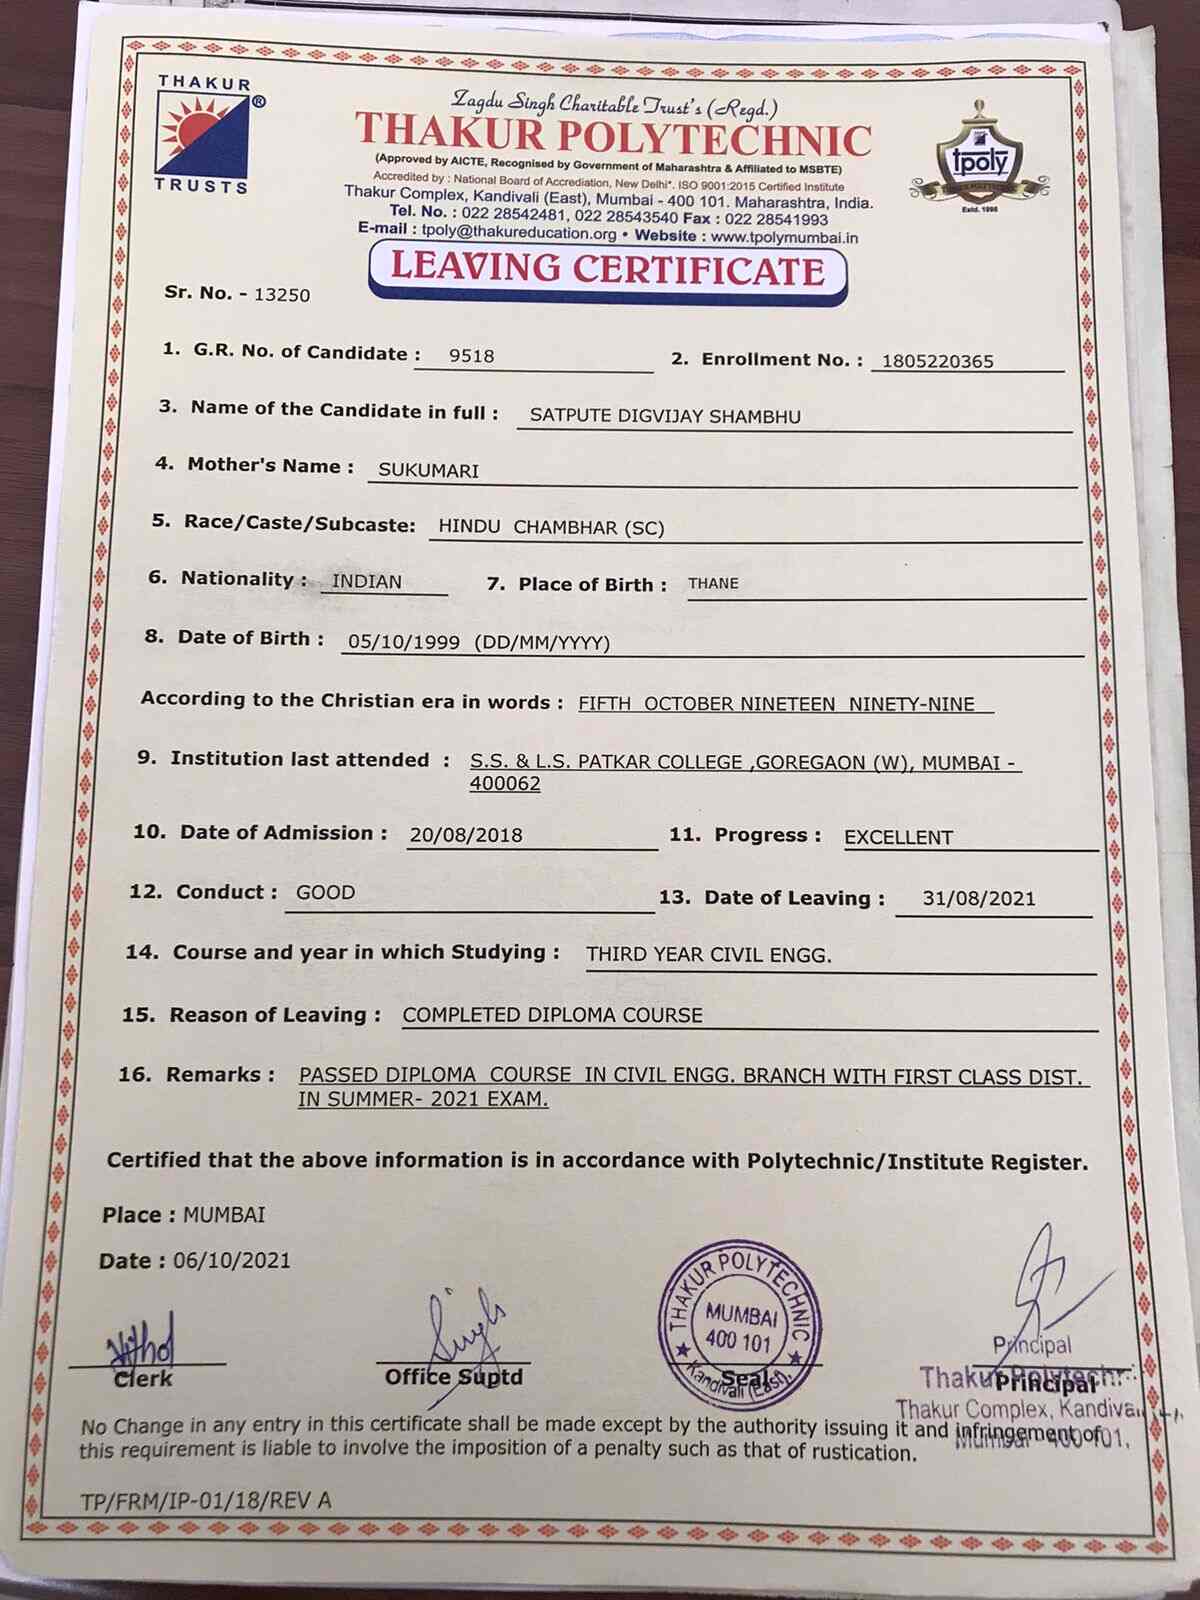 THAKUR
®
TRUSTS
Zagdu Singh Charitable Trust's (Regd.)
THAKUR POLYTECHNIC
(Approved by AICTE, Recognised by Government of Maharashtra & Affiliated to MSBTE)
Accredited by : National Board of Accrediation, New Delhi*. ISO 9001:2015 Certified Institute
Thakur Complex, Kandivali (East), Mumbai - 400 101. Maharashtra, India.
Tel. No. : 022 28542481, 022 28543540 Fax : 022 28541993
E-mail : tpoly@thakureducation.org • Website : www.tpolymumbai.in
tpoly
Estd. 1998
LEAVING CERTIFICATE
Sr. No. - 13250
1. G.R. No. of Candidate : 9518 2. Enrollment No. : 1805220365
3. Name of the Candidate in full : SATPUTE DIGVIJAY SHAMBHU
4. Mother's Name : SUKUMARI
5. Race/Caste/Subcaste: HINDU CHAMBHAR (SC)
6. Nationality : INDIAN 7. Place of Birth : THANE
8. Date of Birth : 05/10/1999 (DD/MM/YYYY)
According to the Christian era in words : FIFTH OCTOBER NINETEEN NINETY-NINE
9. Institution last attended : S.S. & L.S. PATKAR COLLEGE ,GOREGAON (W), MUMBAI -
400062
10. Date of Admission : 20/08/2018 11. Progress : EXCELLENT
12. Conduct : GOOD 13. Date of Leaving : 31/08/2021
14. Course and year in which Studying : THIRD YEAR CIVIL ENGG.
15. Reason of Leaving : COMPLETED DIPLOMA COURSE
16. Remarks : PASSED DIPLOMA COURSE IN CIVIL ENGG. BRANCH WITH FIRST CLASS DIST.
IN SUMMER- 2021 EXAM.
Certified that the above information is in accordance with Polytechnic/Institute Register.
Place : MUMBAI
Date : 06/10/2021
THAKUR POLYTECHNIC
MUMBAI
400 101
Kandivali (East).
Principal
Thakur
Thakur Complex,
Mumbai - 400 101.
Clerk Office Suptd Seal Principal
No Change in any entry in this certificate shall be made except by the authority issuing it and infringement of
this requirement is liable to involve the imposition of a penalty such as that of rustication.
TP/FRM/IP-01/18/REV A